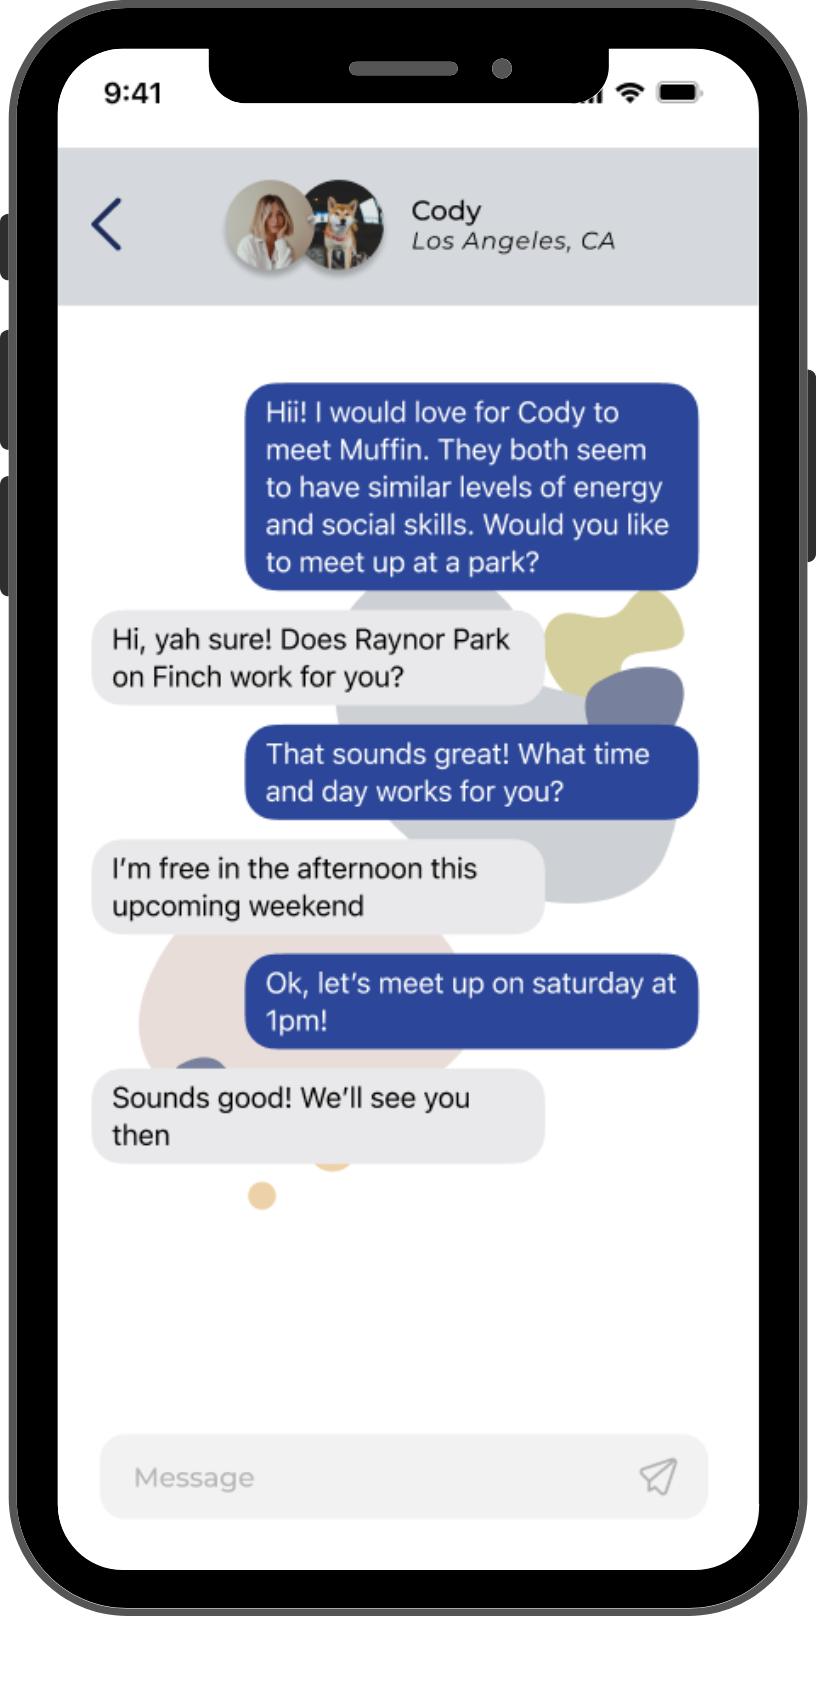 9:41
Cody
Los Angeles, CA
Hii! I would love for Cody to
meet Muffin. They both seem
to have similar levels of energy
and social skills. Would you like
to meet up at a park?
Hi, yah sure! Does Raynor Park
on Finch work for you?
That sounds great! What time
and day works for you?
I’m free in the afternoon this
upcoming weekend
Ok, let’s meet up on saturday at
1pm!
Sounds good! We’ll see you
then
Message